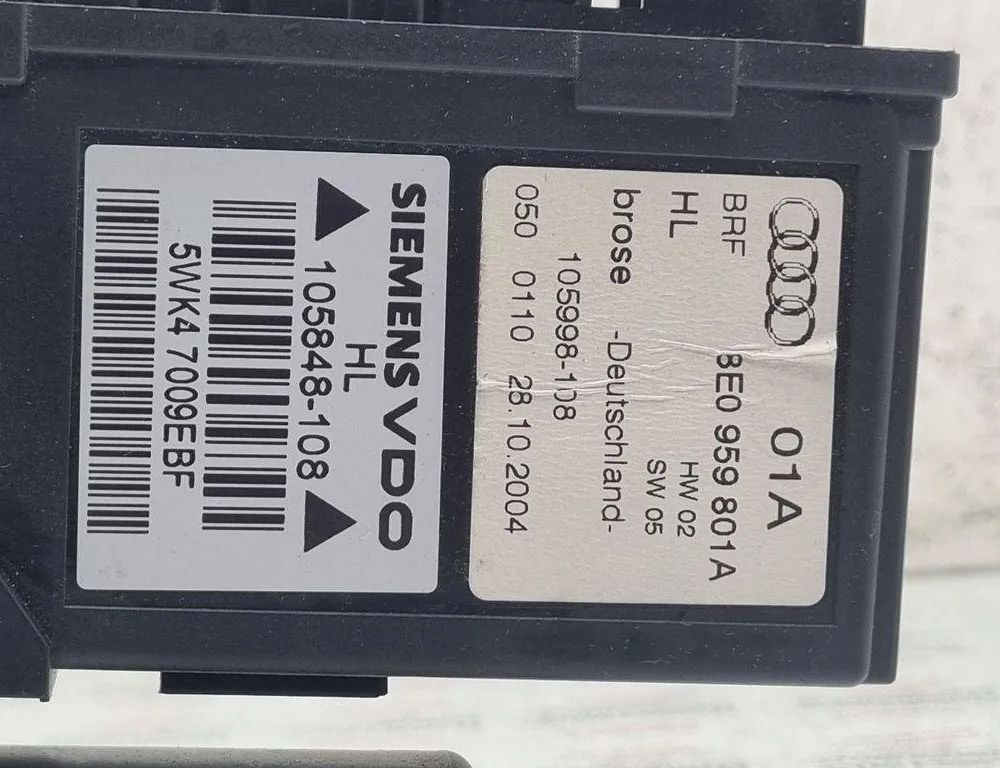 SIEMENS VDO
HL
105848-108
5WK4 7009EBF
01A
BRF 8E0 959 801A
HL HW 02
SW 05
brose -Deutschland-
105998-108
050 0110 28.10.2004